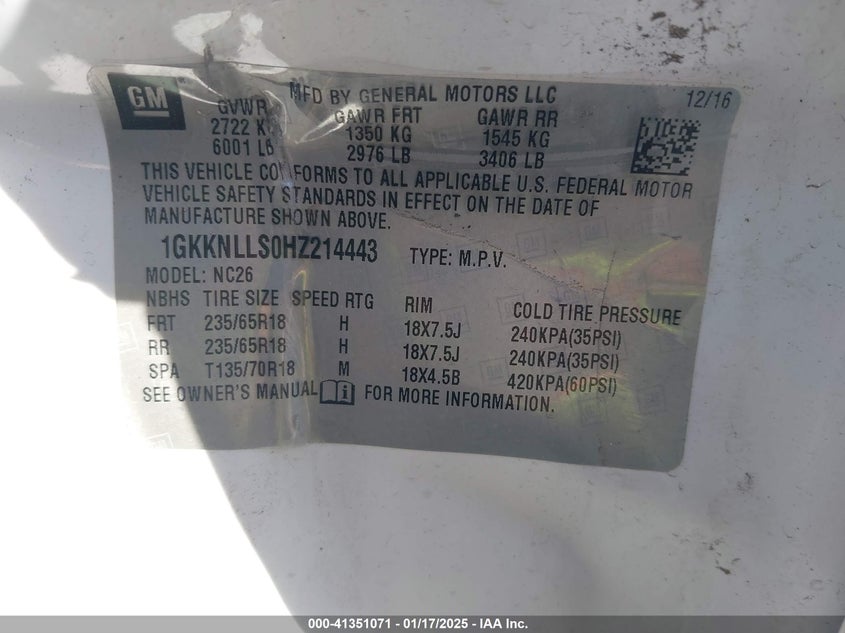 GM
MFD BY GENERAL MOTORS LLC 12/16
GVWR GAWR FRT GAWR RR
2722 KG 1350 KG 1545 KG
6001 LB 2976 LB 3406 LB
THIS VEHICLE CONFORMS TO ALL APPLICABLE U.S. FEDERAL MOTOR
VEHICLE SAFETY STANDARDS IN EFFECT ON THE DATE OF
MANUFACTURE SHOWN ABOVE.
1GKKNLLS0HZ214443 TYPE: M.P.V.
MODEL: NC26
NBHS TIRE SIZE SPEED RTG RIM COLD TIRE PRESSURE
FRT 235/65R18 H 18X7.5J 240KPA(35PSI)
RR 235/65R18 H 18X7.5J 240KPA(35PSI)
SPA T135/70R18 M 18X4.5B 420KPA(60PSI)
SEE OWNER'S MANUAL FOR MORE INFORMATION.
000-41351071 - 01/17/2025 - IAA Inc.